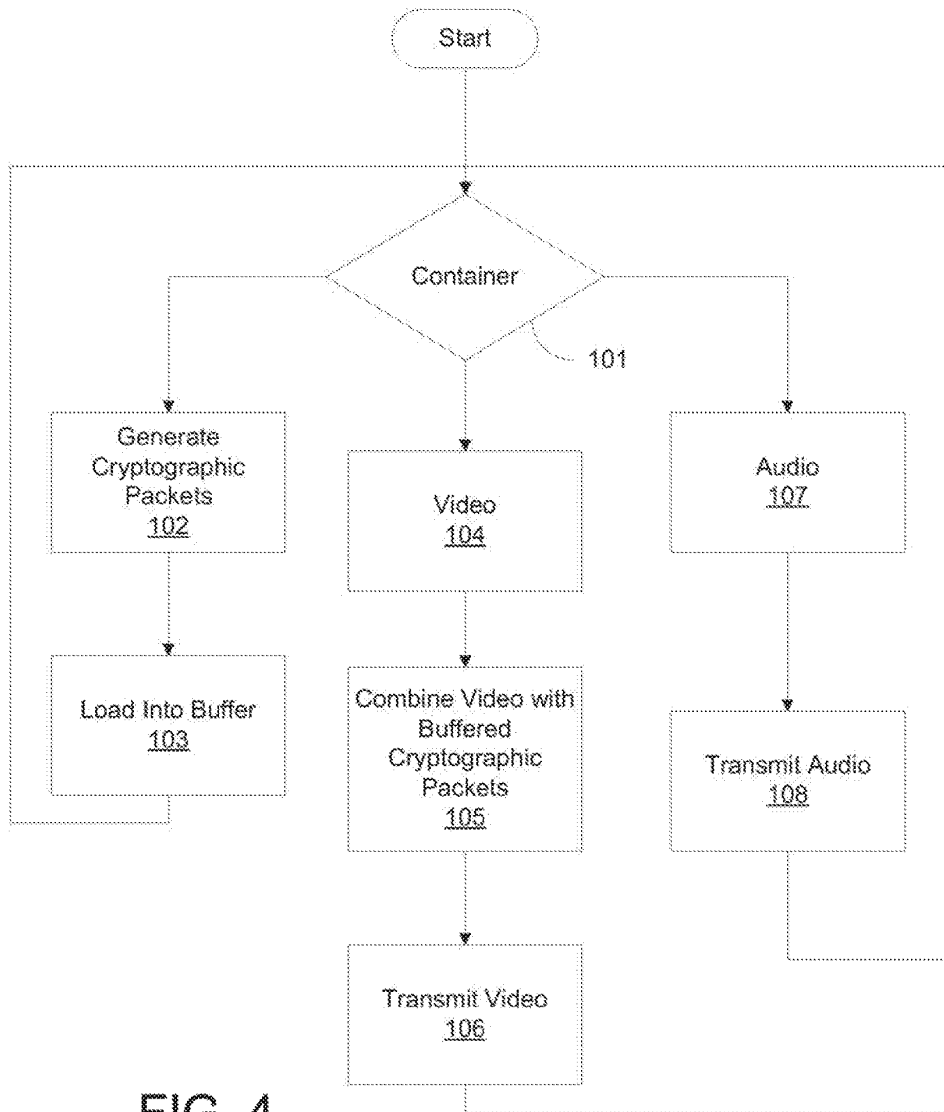 Start
Container
101
Generate
Cryptographic
Packets
102
Load Into Buffer
103
Video
104
Combine Video with
Buffered
Cryptographic
Packets
105
Transmit Video
106
Audio
107
Transmit Audio
108
FIG. 4